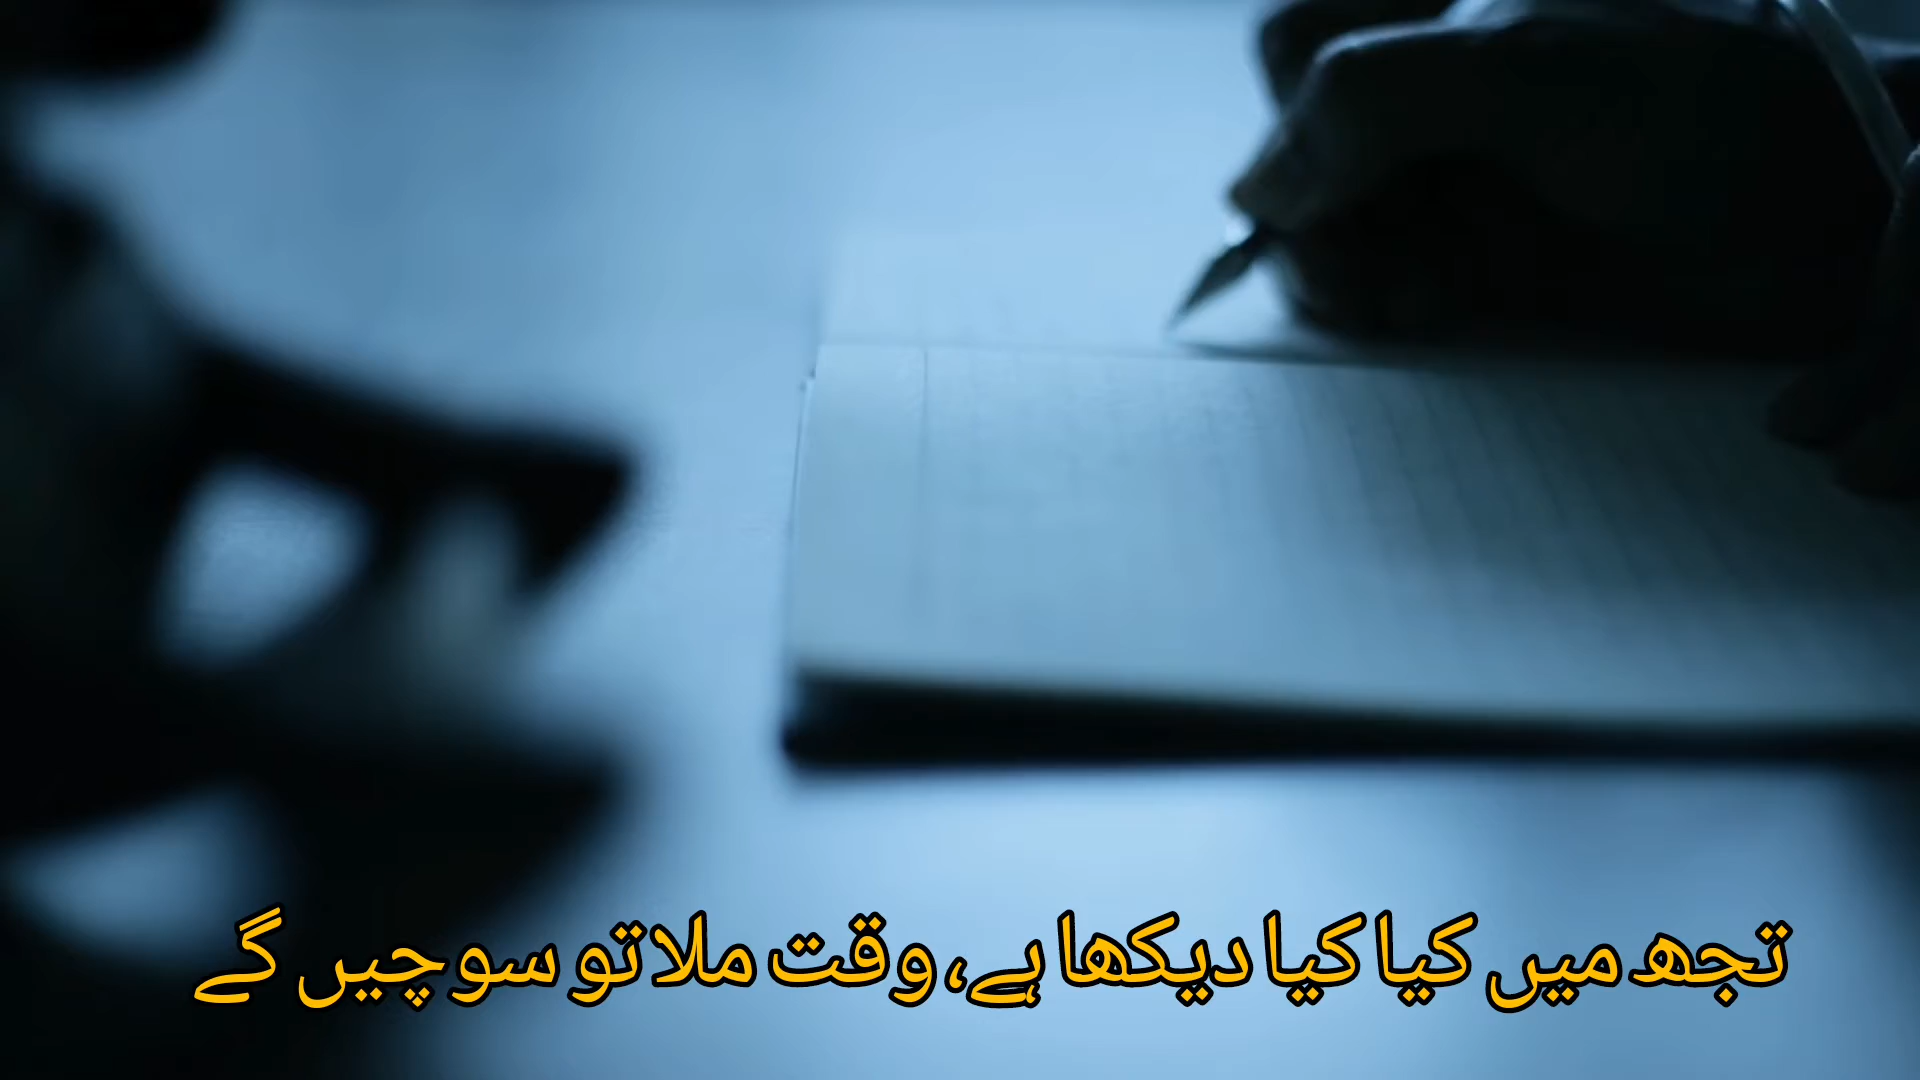 تجھ میں کیا کیا دیکھا ہے، وقت ملا تو سوچیں گے